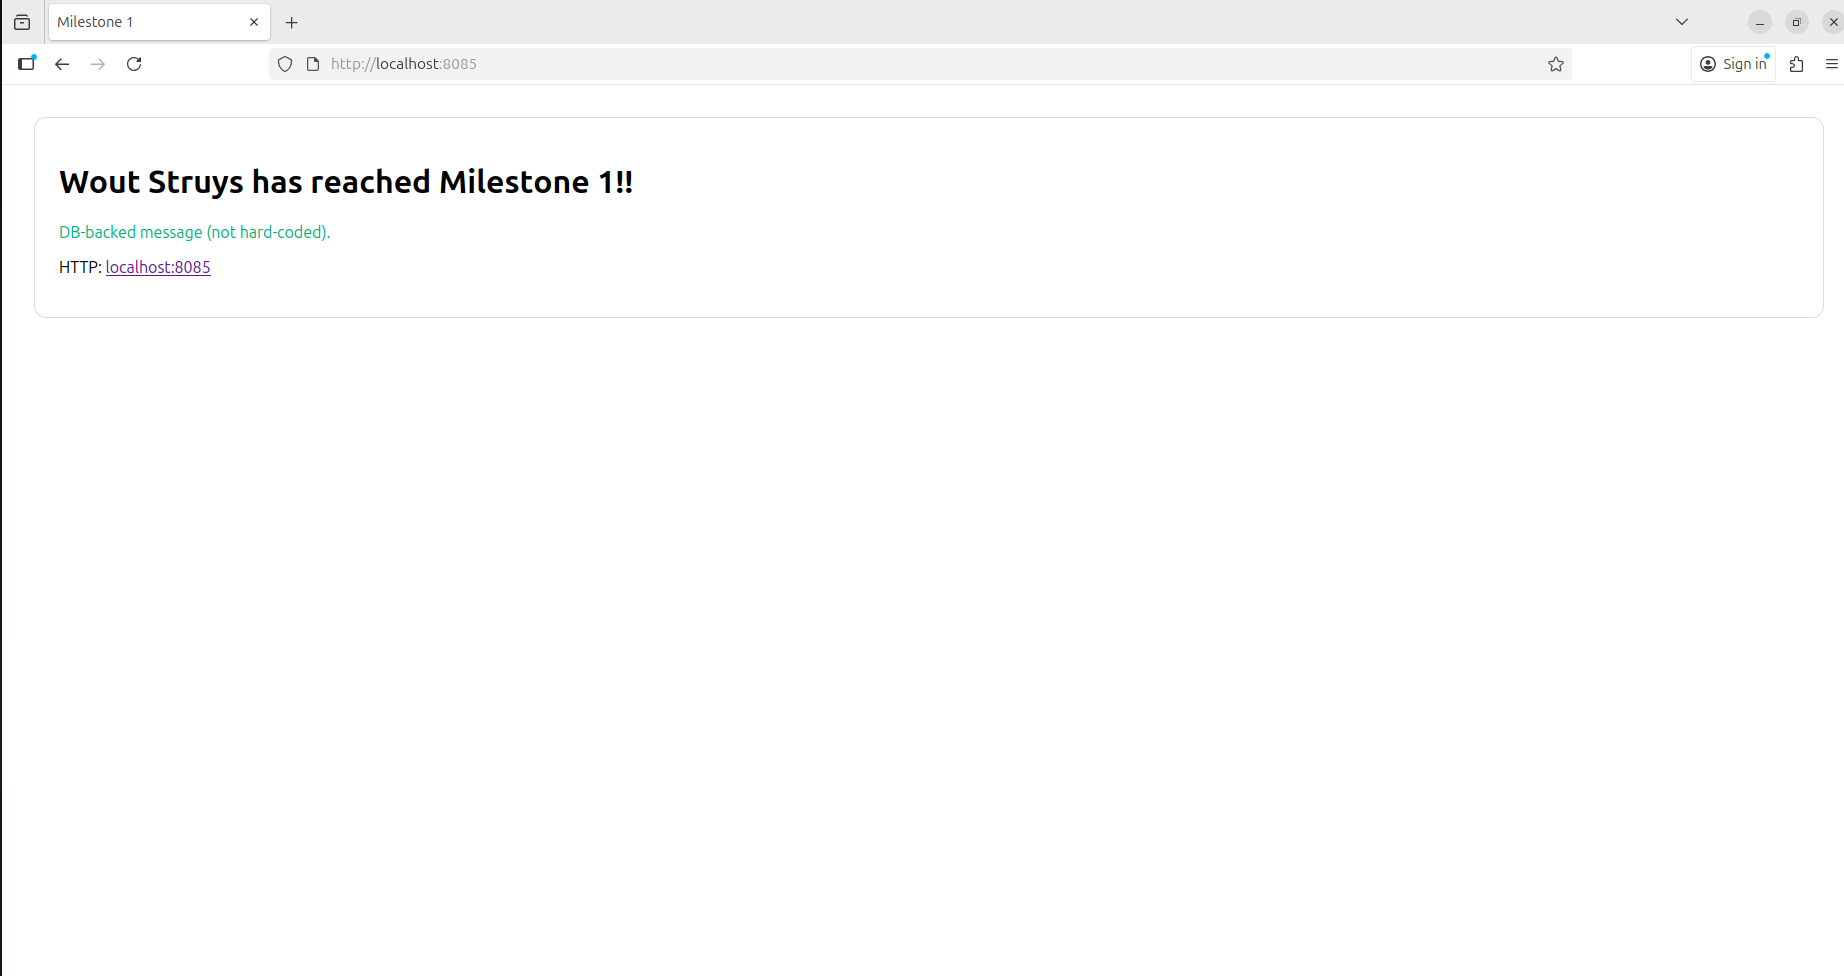 Milestone 1
http://localhost:8085
Sign in
Wout Struys has reached Milestone 1!!
DB-backed message (not hard-coded).
HTTP: localhost:8085